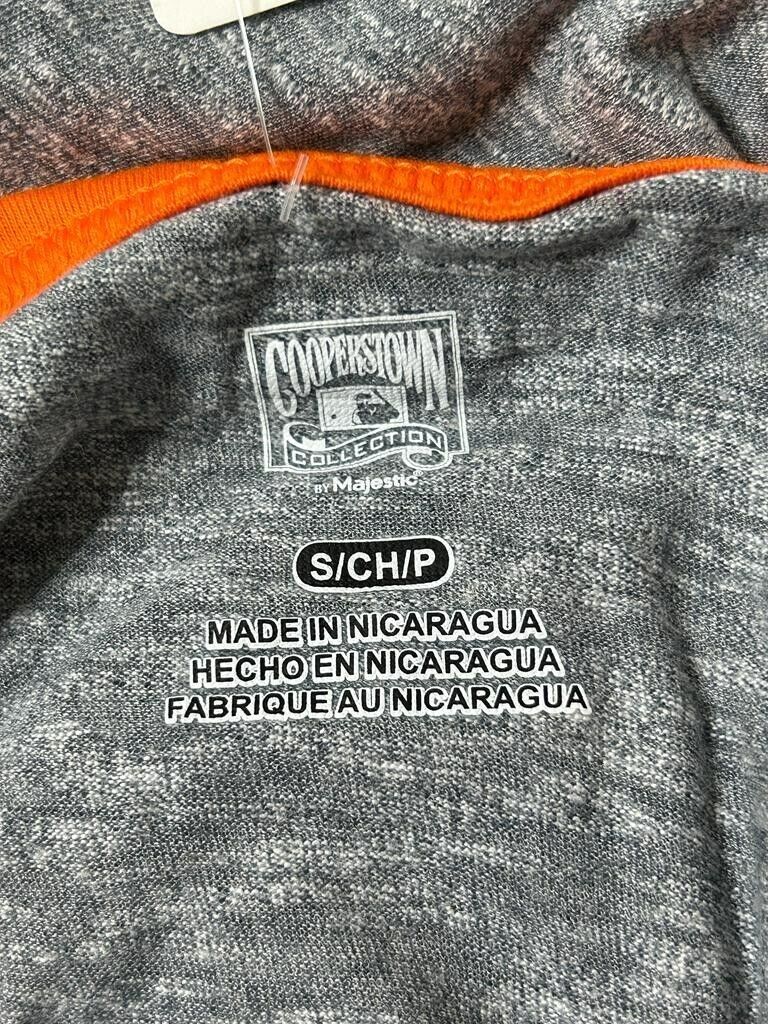 COOPERSTOWN
COLLECTION
BY Majestic®
S/CH/P
MADE IN NICARAGUA
HECHO EN NICARAGUA
FABRIQUE AU NICARAGUA